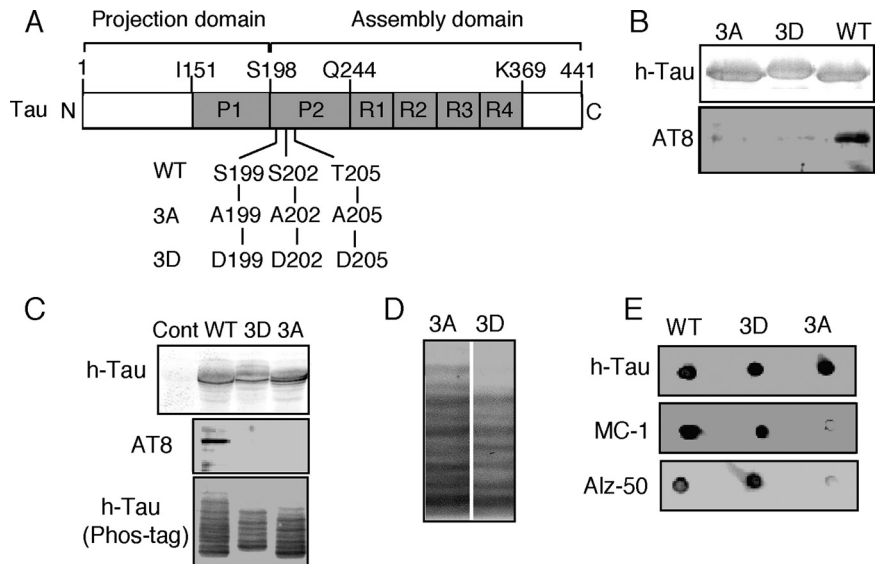 A
Projection domain Assembly domain
1 I151 S198 Q244 K369 441
Tau N P1 P2 R1 R2 R3 R4 C
WT S199 S202 T205
3A A199 A202 A205
3D D199 D202 D205
B
3A 3D WT
h-Tau
AT8
C
Cont WT 3D 3A
h-Tau
AT8
h-Tau
(Phos-tag)
D
3A 3D
E
WT 3D 3A
h-Tau
MC-1
Alz-50